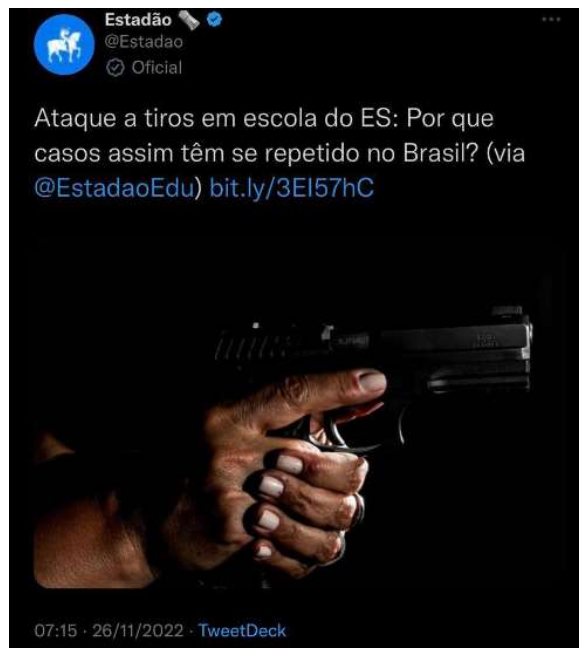 Estadão
@Estadao
Oficial
Ataque a tiros em escola do ES: Por que
casos assim têm se repetido no Brasil? (via
@EstadaoEdu) bit.ly/3EI57hC
07:15 · 26/11/2022 · TweetDeck